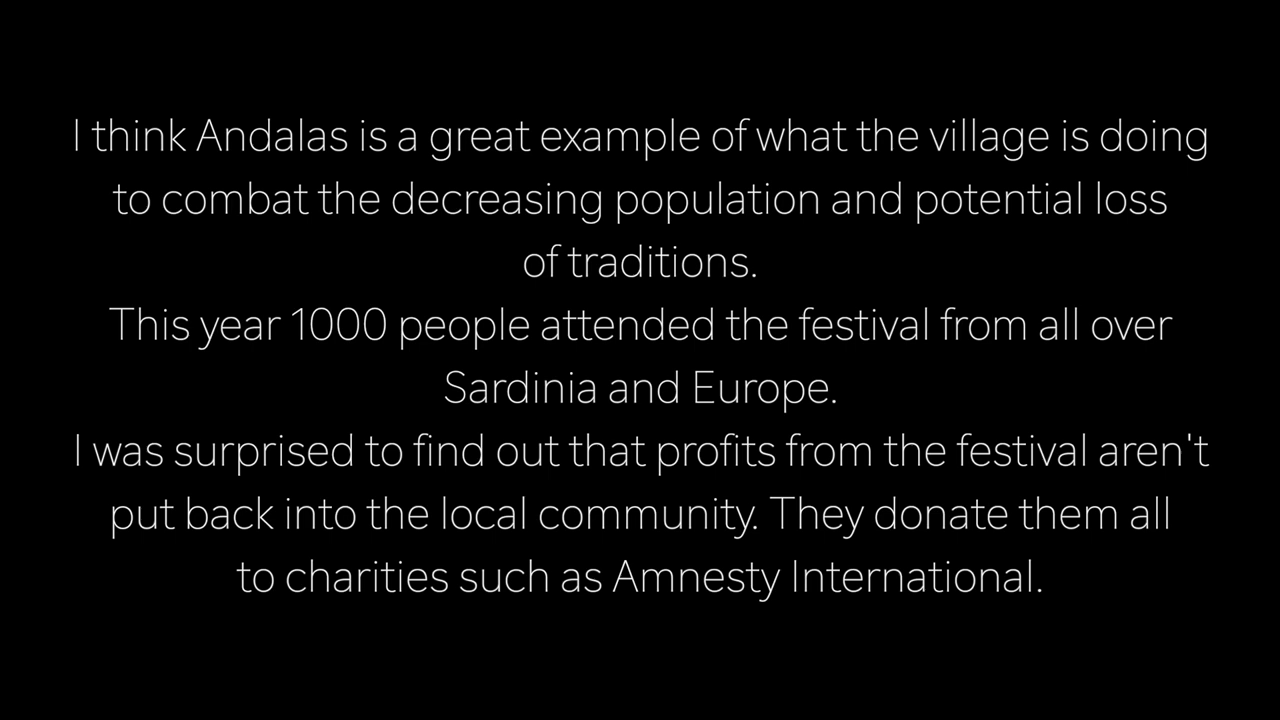 I think Andalas is a great example of what the village is doing
to combat the decreasing population and potential loss
of traditions.
This year 1000 people attended the festival from all over
Sardinia and Europe.
I was surprised to find out that profits from the festival aren't
put back into the local community. They donate them all
to charities such as Amnesty International.